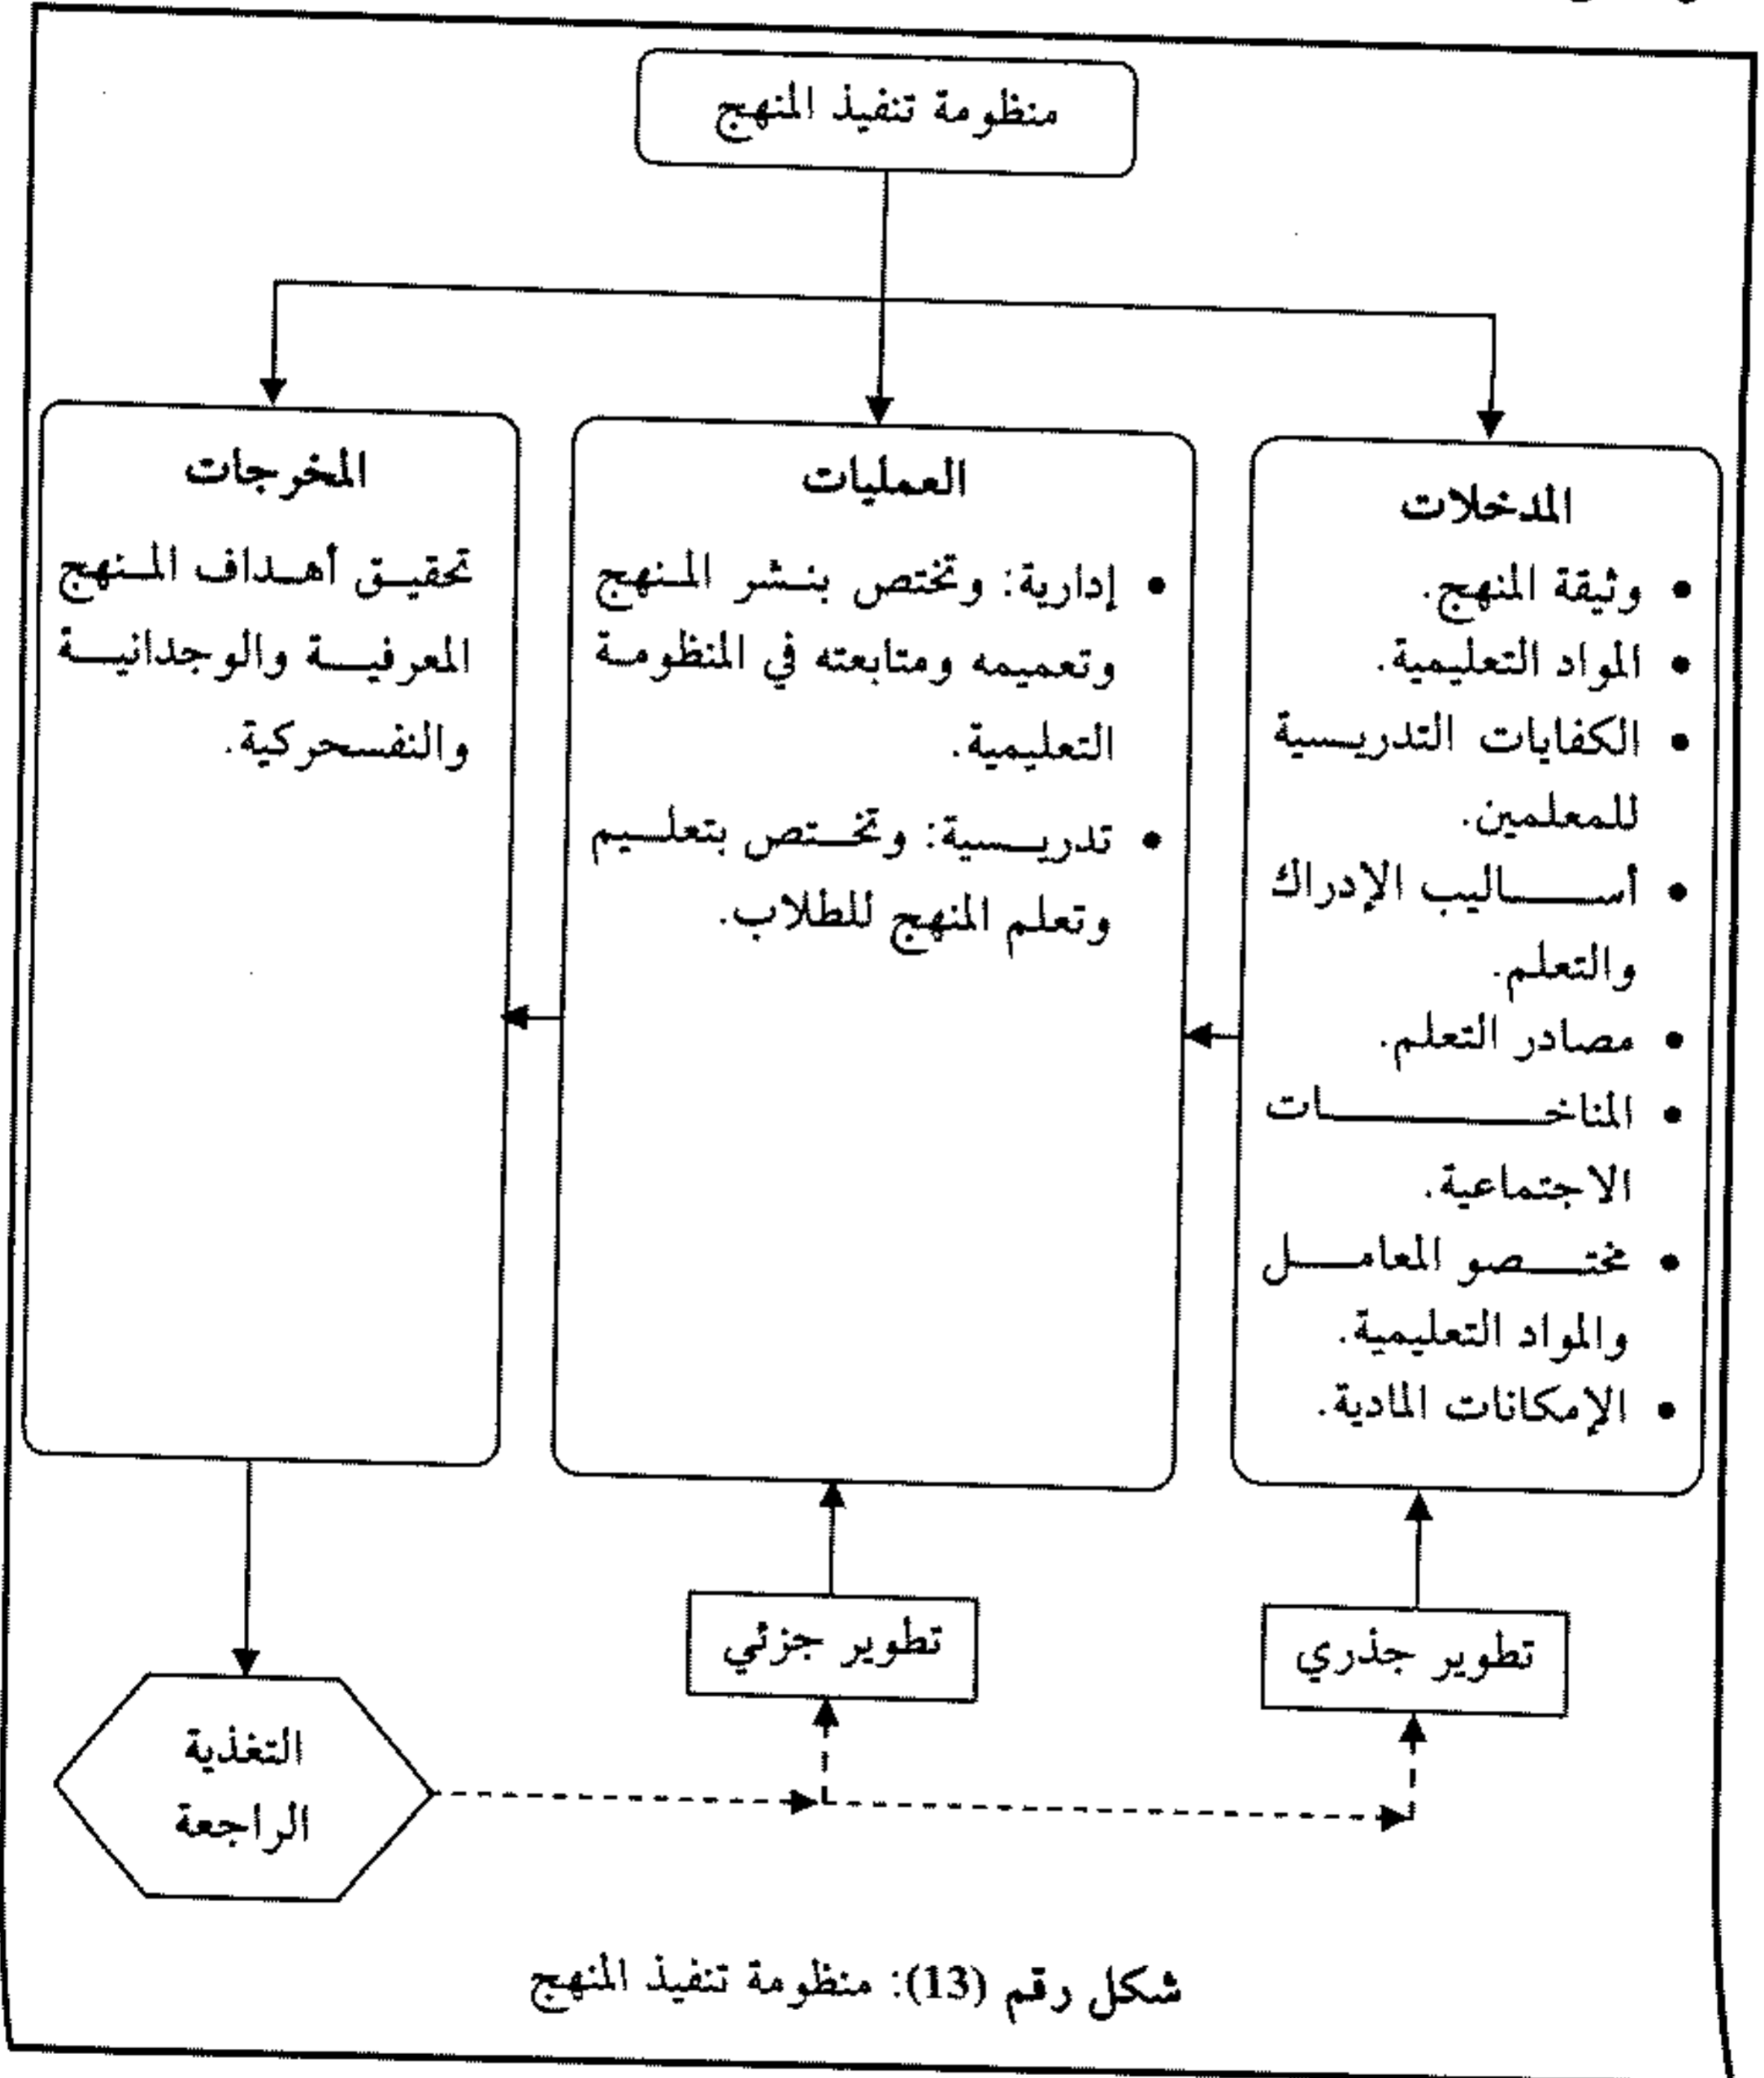 منظومة تنفيذ المنهج
المدخلات
• وثيقة المنهج.
• المواد التعليمية.
• الكفايات التدريسية
للمعلمين.
• أساليب الإدراك
والتعلم.
• مصادر التعلم.
• المناخات
الاجتماعية.
• مختصو المعامل
والمواد التعليمية.
• الإمكانات المادية.
العمليات
• إدارية: وتختص بنشر المنهج
وتعميمه ومتابعته في المنظومة
التعليمية.
• تدريسية: وتختص بتعليم
وتعلم المنهج للطلاب.
المخرجات
تحقيق أهداف المنهج
المعرفية والوجدانية
والنفسحركية.
تطوير جذري
تطوير جزئي
التغذية
الراجعة
شكل رقم (13): منظومة تنفيذ المنهج